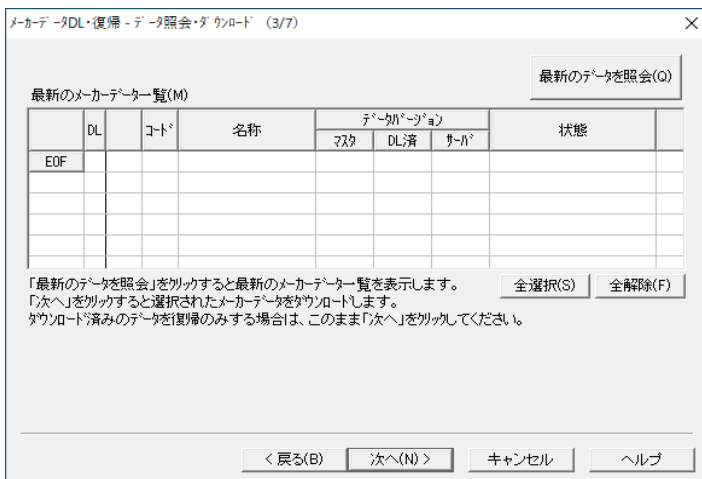 メーカーデータDL・復帰 - データ照会・ダウンロード (3/7)
最新のデータを照会(Q)
最新のメーカーデータ一覧(M)
DL コード 名称 データバージョン 状態
マスタ DL済 サーバ
EOF
「最新のデータを照会」をクリックすると最新のメーカーデータ一覧を表示します。
全選択(S) 全解除(F)
「次へ」をクリックすると選択されたメーカーデータをダウンロードします。
ダウンロード済みのデータを復帰のみする場合は、このまま「次へ」をクリックしてください。
< 戻る(B) 次へ(N) > キャンセル ヘルプ